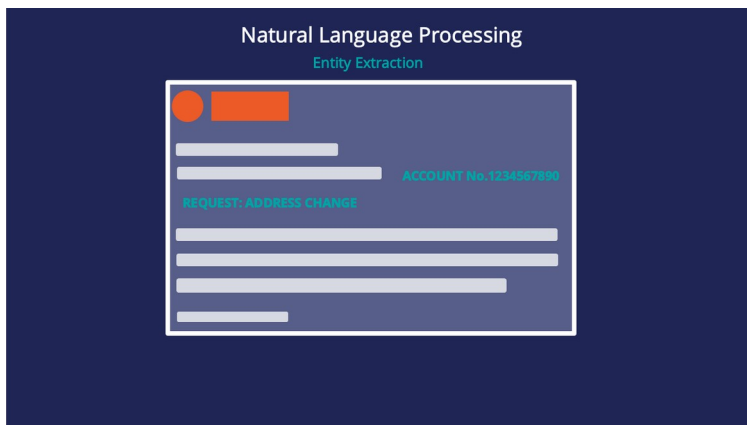 Natural Language Processing
Entity Extraction
ACCOUNT No.1234567890
REQUEST: ADDRESS CHANGE